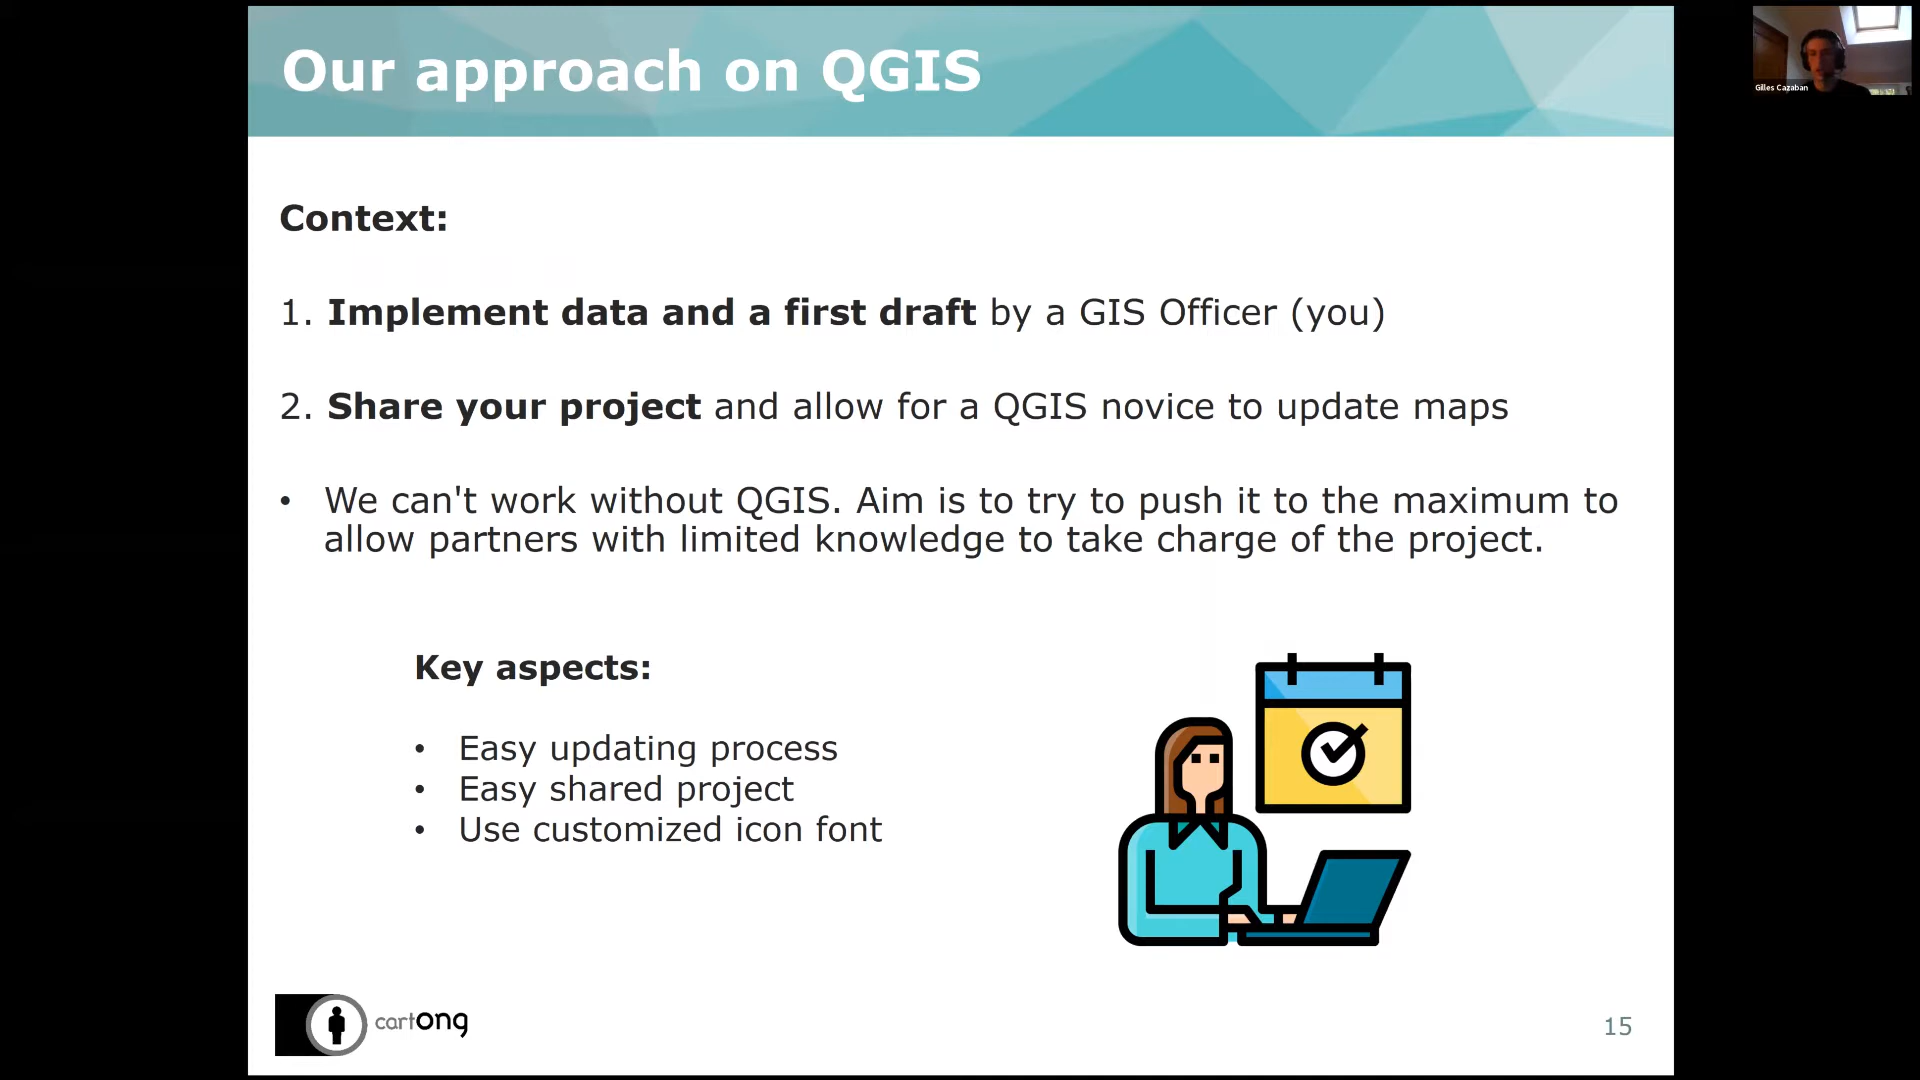 Our approach on QGIS
Gilles Cazaban
Context:
1. Implement data and a first draft by a GIS Officer (you)
2. Share your project and allow for a QGIS novice to update maps
• We can't work without QGIS. Aim is to try to push it to the maximum to
allow partners with limited knowledge to take charge of the project.
Key aspects:
• Easy updating process
• Easy shared project
• Use customized icon font
cartONG
15